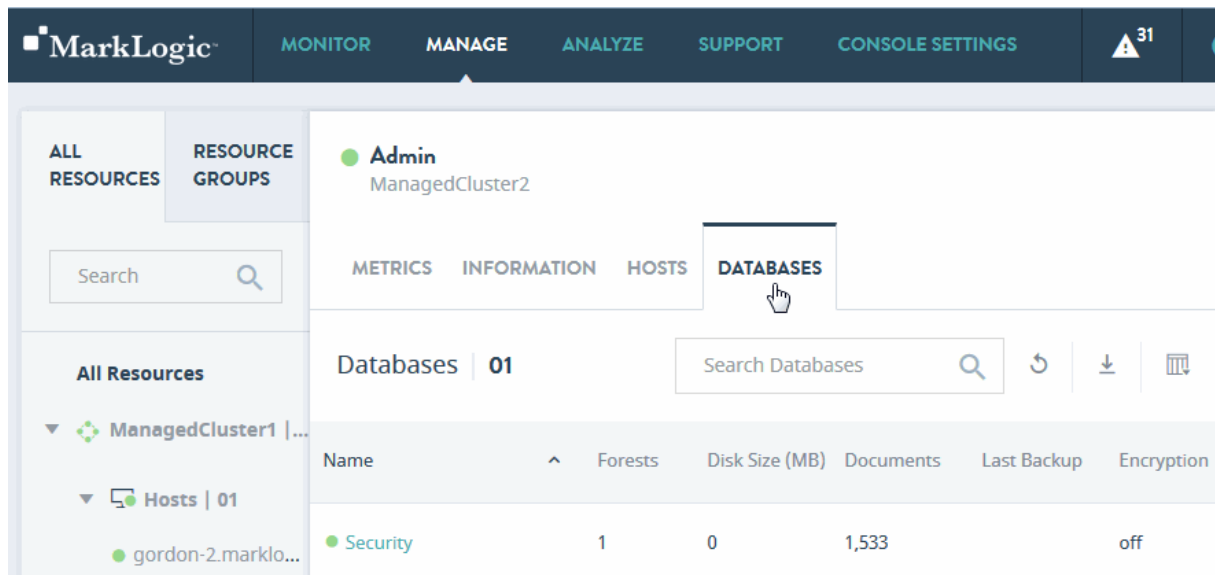 MarkLogic™ MONITOR MANAGE ANALYZE SUPPORT CONSOLE SETTINGS 31
ALL RESOURCES
RESOURCE GROUPS
Search
All Resources
ManagedCluster1 |...
Hosts | 01
gordon-2.marklo...
Admin
ManagedCluster2
METRICS INFORMATION HOSTS DATABASES
Databases | 01 Search Databases
Name Forests Disk Size (MB) Documents Last Backup Encryption
Security 1 0 1,533 off